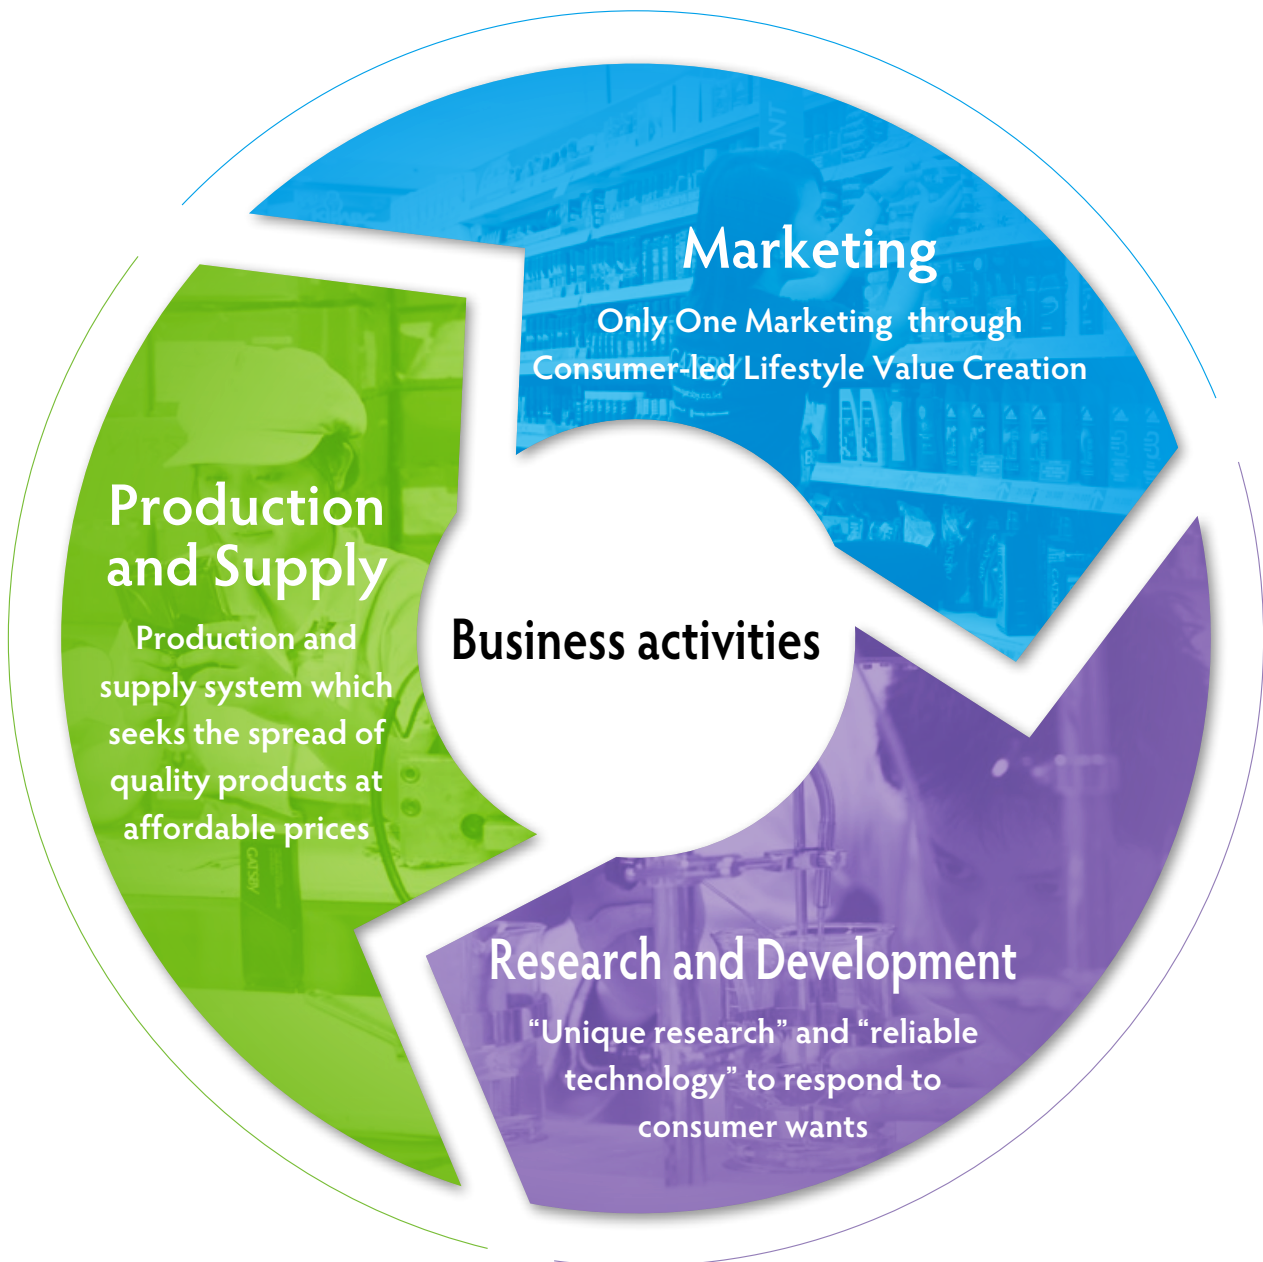 Marketing
Only One Marketing through
Consumer-led Lifestyle Value Creation
Production
and Supply
Production and
supply system which
seeks the spread of
quality products at
affordable prices
Business activities
Research and Development
“Unique research” and “reliable
technology” to respond to
consumer wants
GATSBY